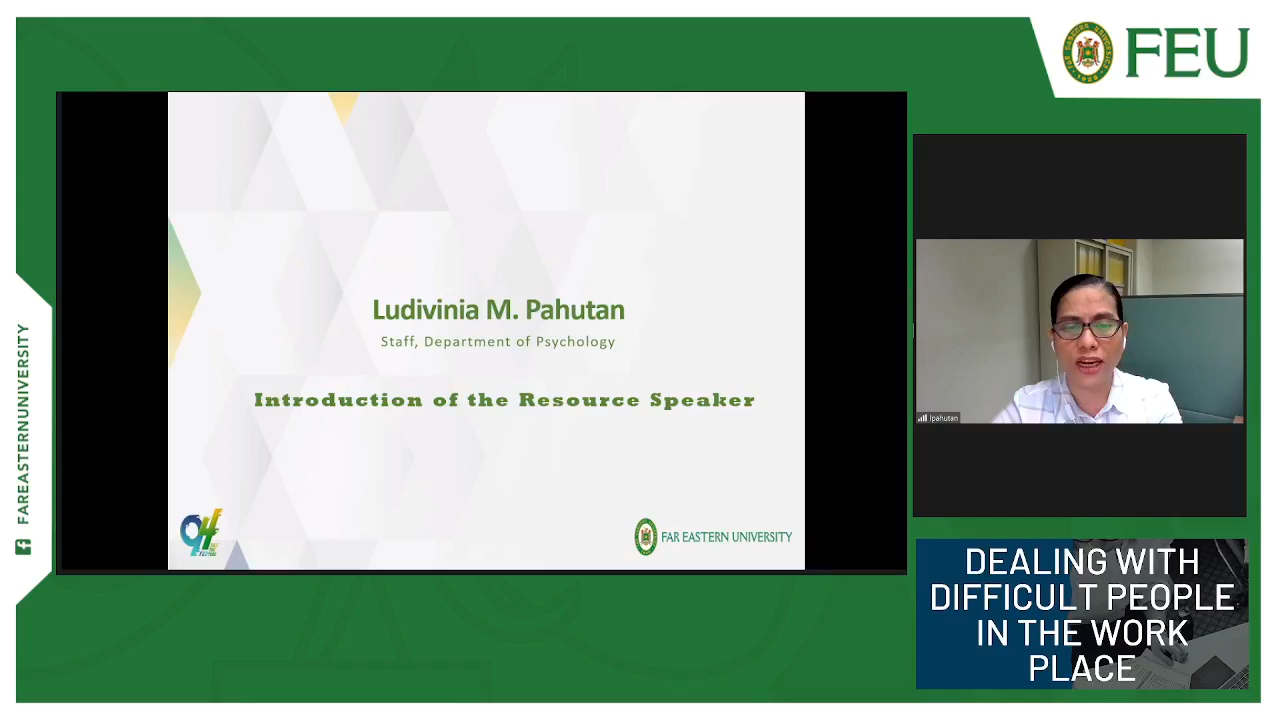 FEU
Ludivinia M. Pahutan
Staff, Department of Psychology
Introduction of the Resource Speaker
FAR EASTERN UNIVERSITY
lpahutan
DEALING WITH
DIFFICULT PEOPLE
IN THE WORK
PLACE
FAREASTERNUNIVERSITY